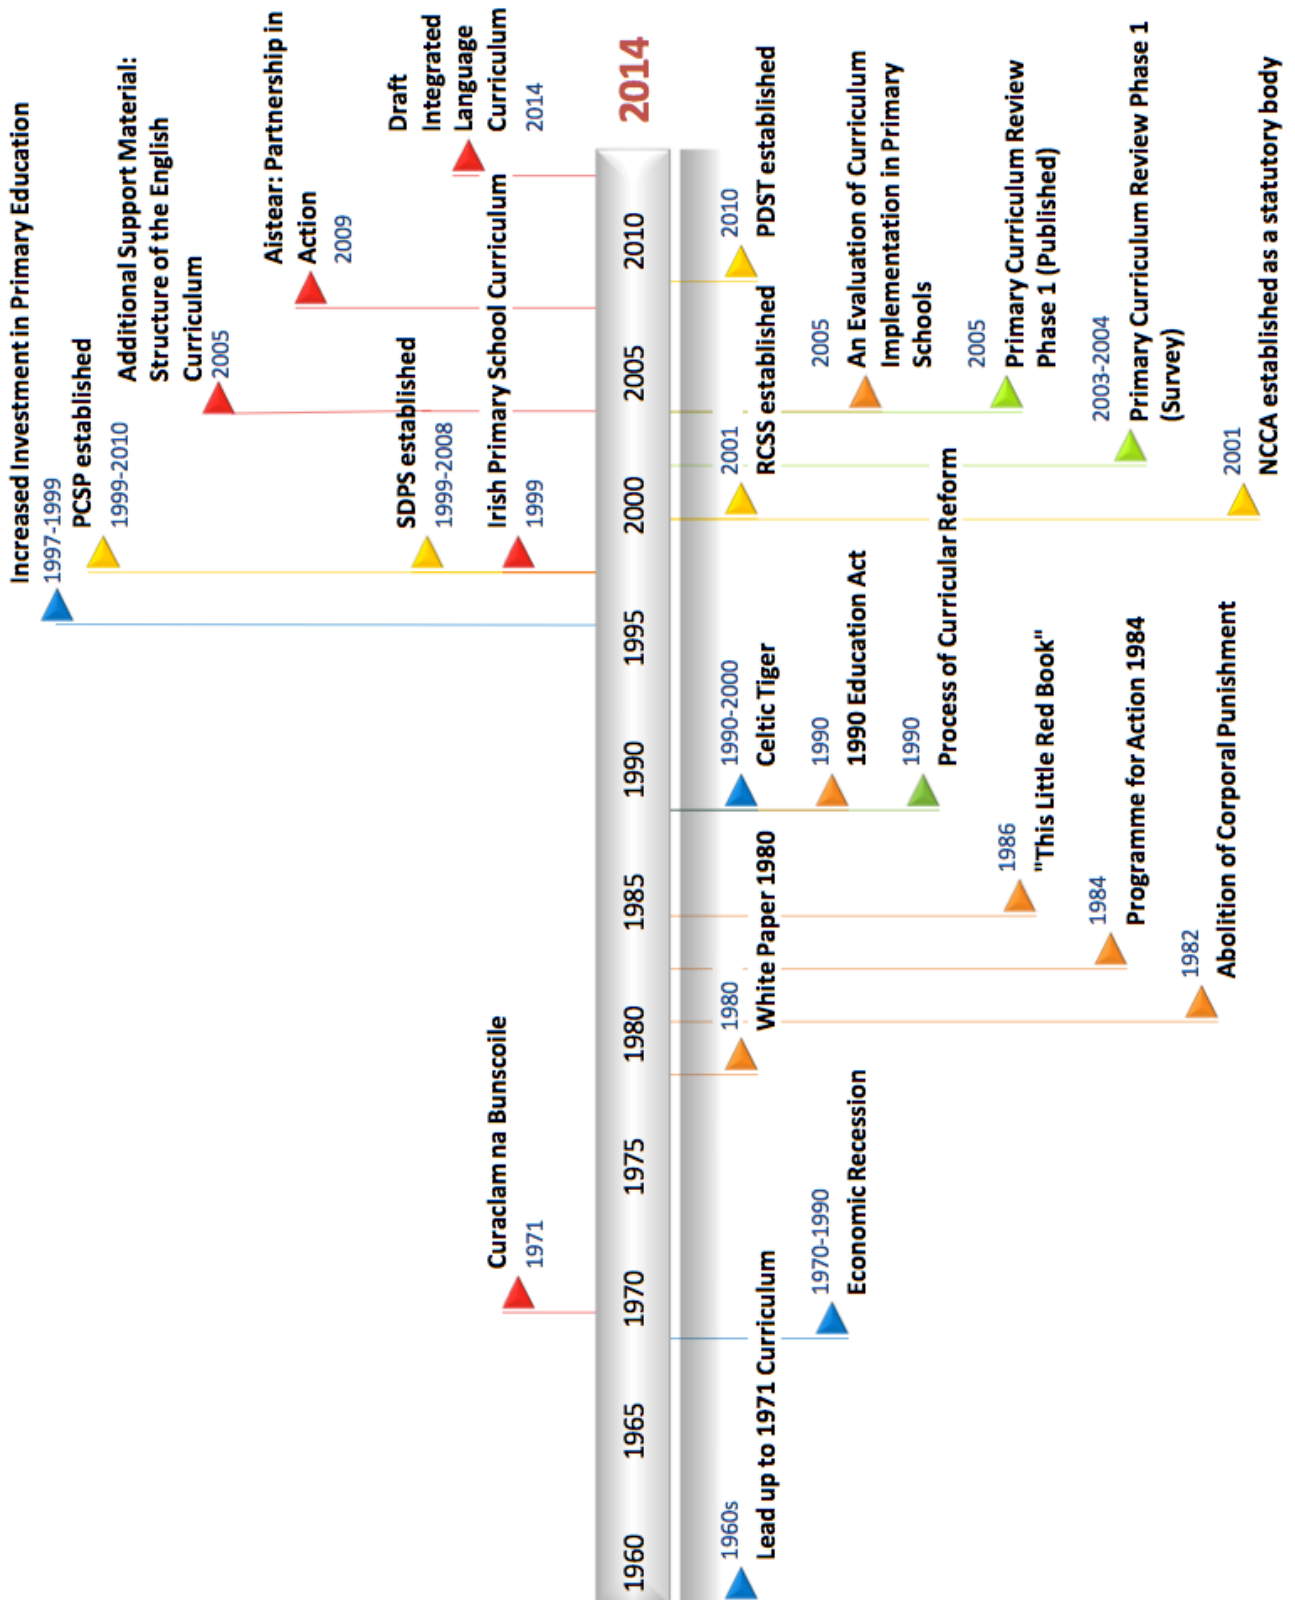 Increased Investment in Primary Education
1997-1999
PCSP established
1999-2010
Additional Support Material:
Structure of the English
Curriculum
2005
Aistear: Partnership in
Action
2009
Draft
Integrated
Language
Curriculum
2014
SDPS established
1999-2008
Irish Primary School Curriculum
1999
Curaclam na Bunscoile
1971
1960
1965
1970
1975
1980
1985
1990
1995
2000
2005
2010
2014
1960s
Lead up to 1971 Curriculum
1970-1990
Economic Recession
1980
White Paper 1980
1982
Abolition of Corporal Punishment
1984
Programme for Action 1984
1986
"This Little Red Book"
1990-2000
Celtic Tiger
1990
1990 Education Act
1990
Process of Curricular Reform
2001
RCSS established
2001
NCCA established as a statutory body
2003-2004
Primary Curriculum Review Phase 1
(Survey)
2005
An Evaluation of Curriculum
Implementation in Primary
Schools
2005
Primary Curriculum Review
Phase 1 (Published)
2010
PDST established